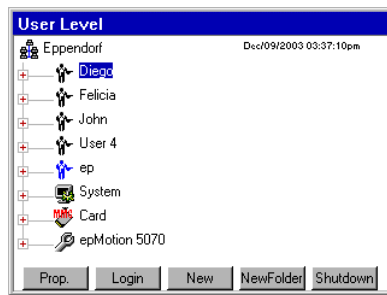 User Level
Eppendorf Dec/09/2003 03:37:10pm
Diego
Felicia
John
User 4
ep
System
Card
epMotion 5070
Prop. Login New NewFolder Shutdown